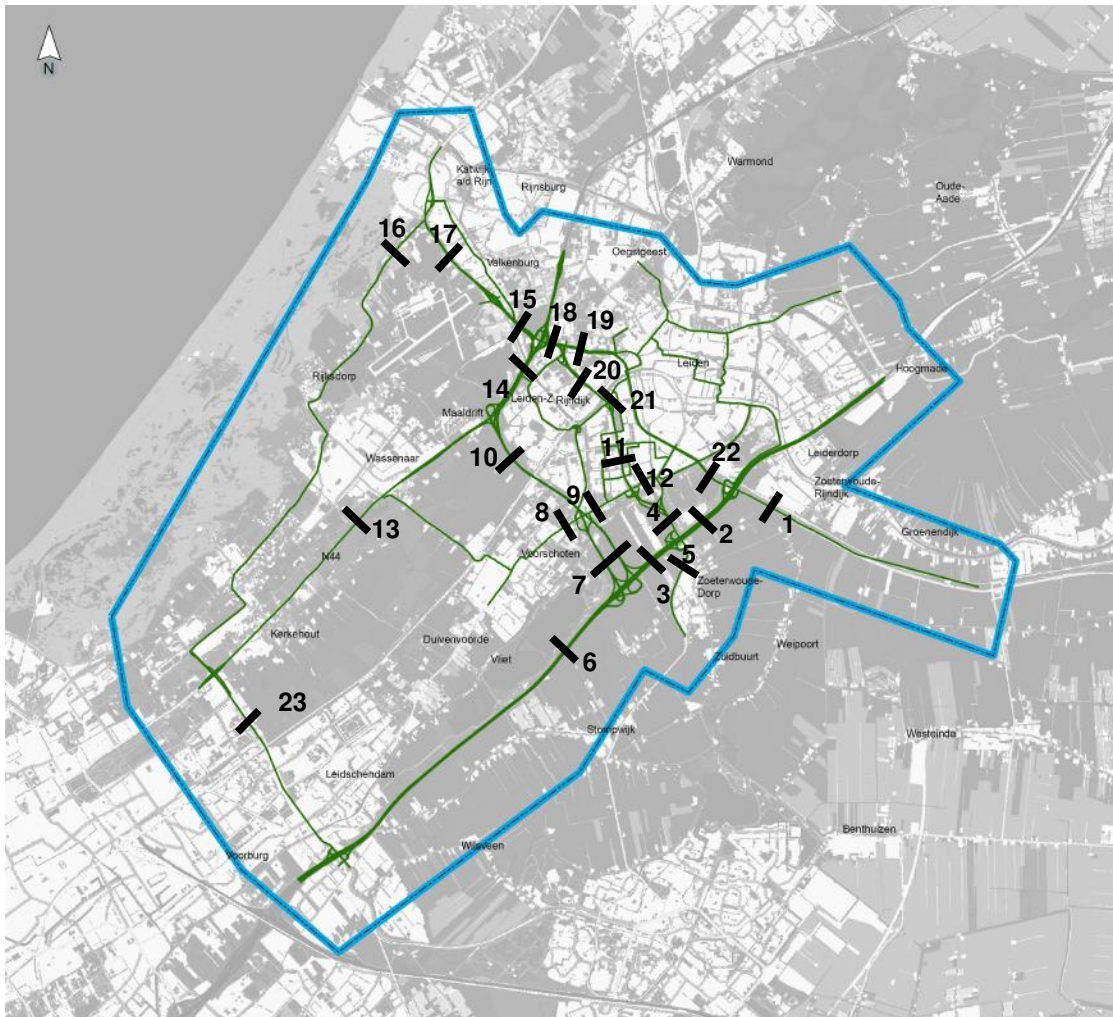 N
Katwijk
a/d Rijn
Rijnsburg
Warmond
Oude-
Aade
16
17
Valkenburg
Oegstgeest
15
18
19
14
20
21
Leiden
Hoogmade
Rijksdorp
Leiden-Z
Rijndijk
Maaldrift
Wassenaar
10
11
12
22
Leiderdorp
Zoeterwoude-
Rijndijk
Groenendijk
13
N44
8
9
4
2
1
Voorschoten
7
3
5
Zoeterwoude-
Dorp
Kerkehout
Duivenvoorde
Vliet
6
Zuidbuurt
Weipoort
23
Stompwijk
Westeinde
Leidschendam
Benthuizen
Voorburg
Wilsveen